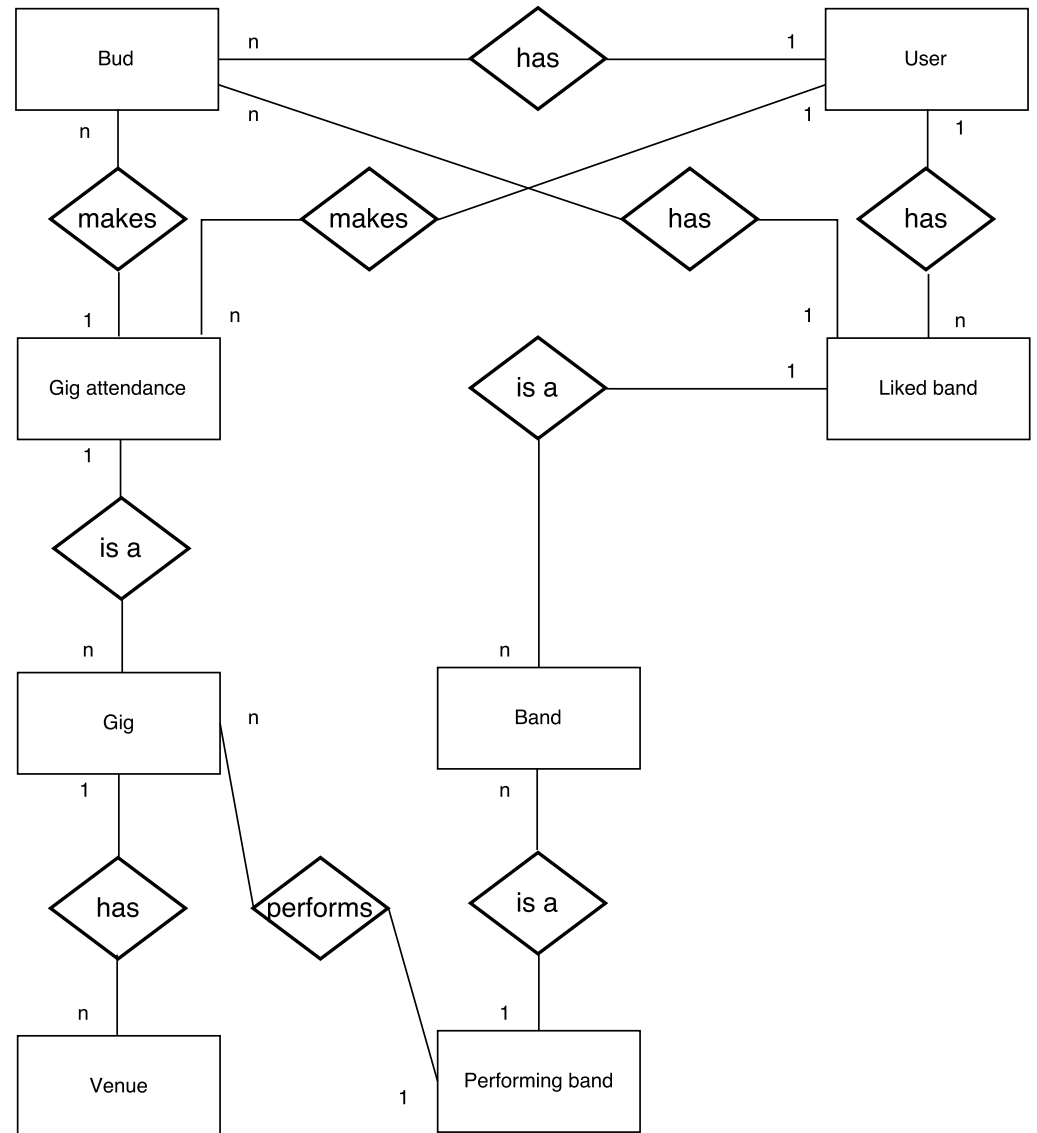 Bud
n
has
1
User
n
n
1
1
makes
makes
has
has
1
n
1
n
Gig attendance
is a
1
Liked band
1
is a
n
n
Gig
n
Band
1
n
has
performs
is a
n
1
Venue
1
Performing band